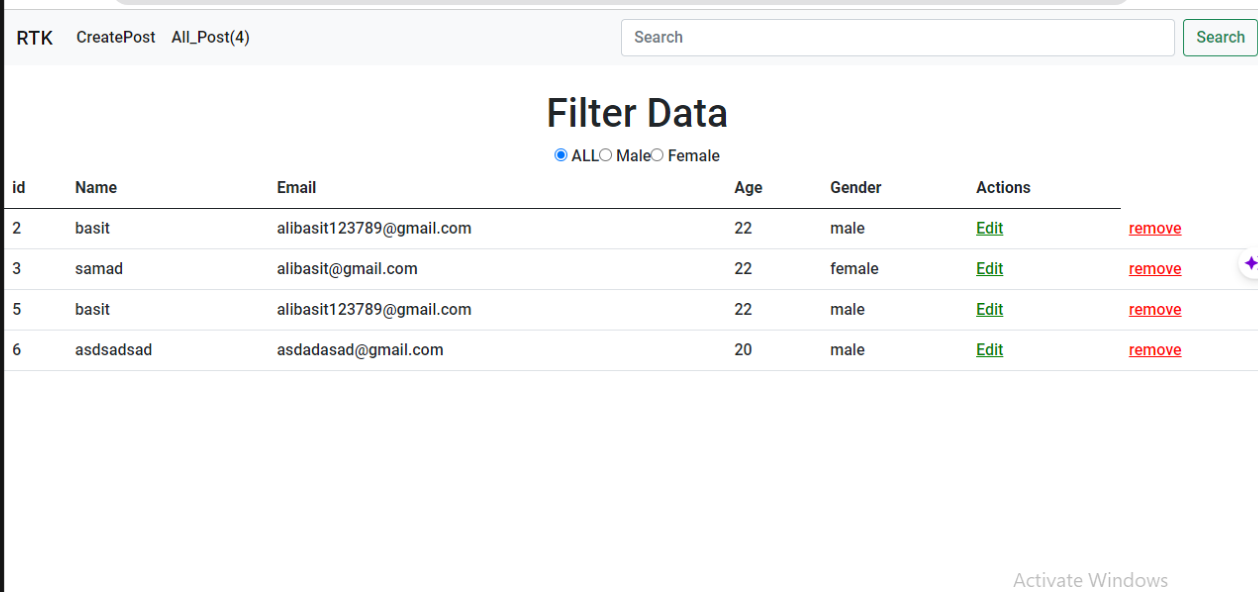 RTK CreatePost All_Post(4) Search Search
Filter Data
ALL Male Female
id Name Email Age Gender Actions
2 basit alibasit123789@gmail.com 22 male Edit remove
3 samad alibasit@gmail.com 22 female Edit remove
5 basit alibasit123789@gmail.com 22 male Edit remove
6 asdsadsad asdadasad@gmail.com 20 male Edit remove
Activate Windows